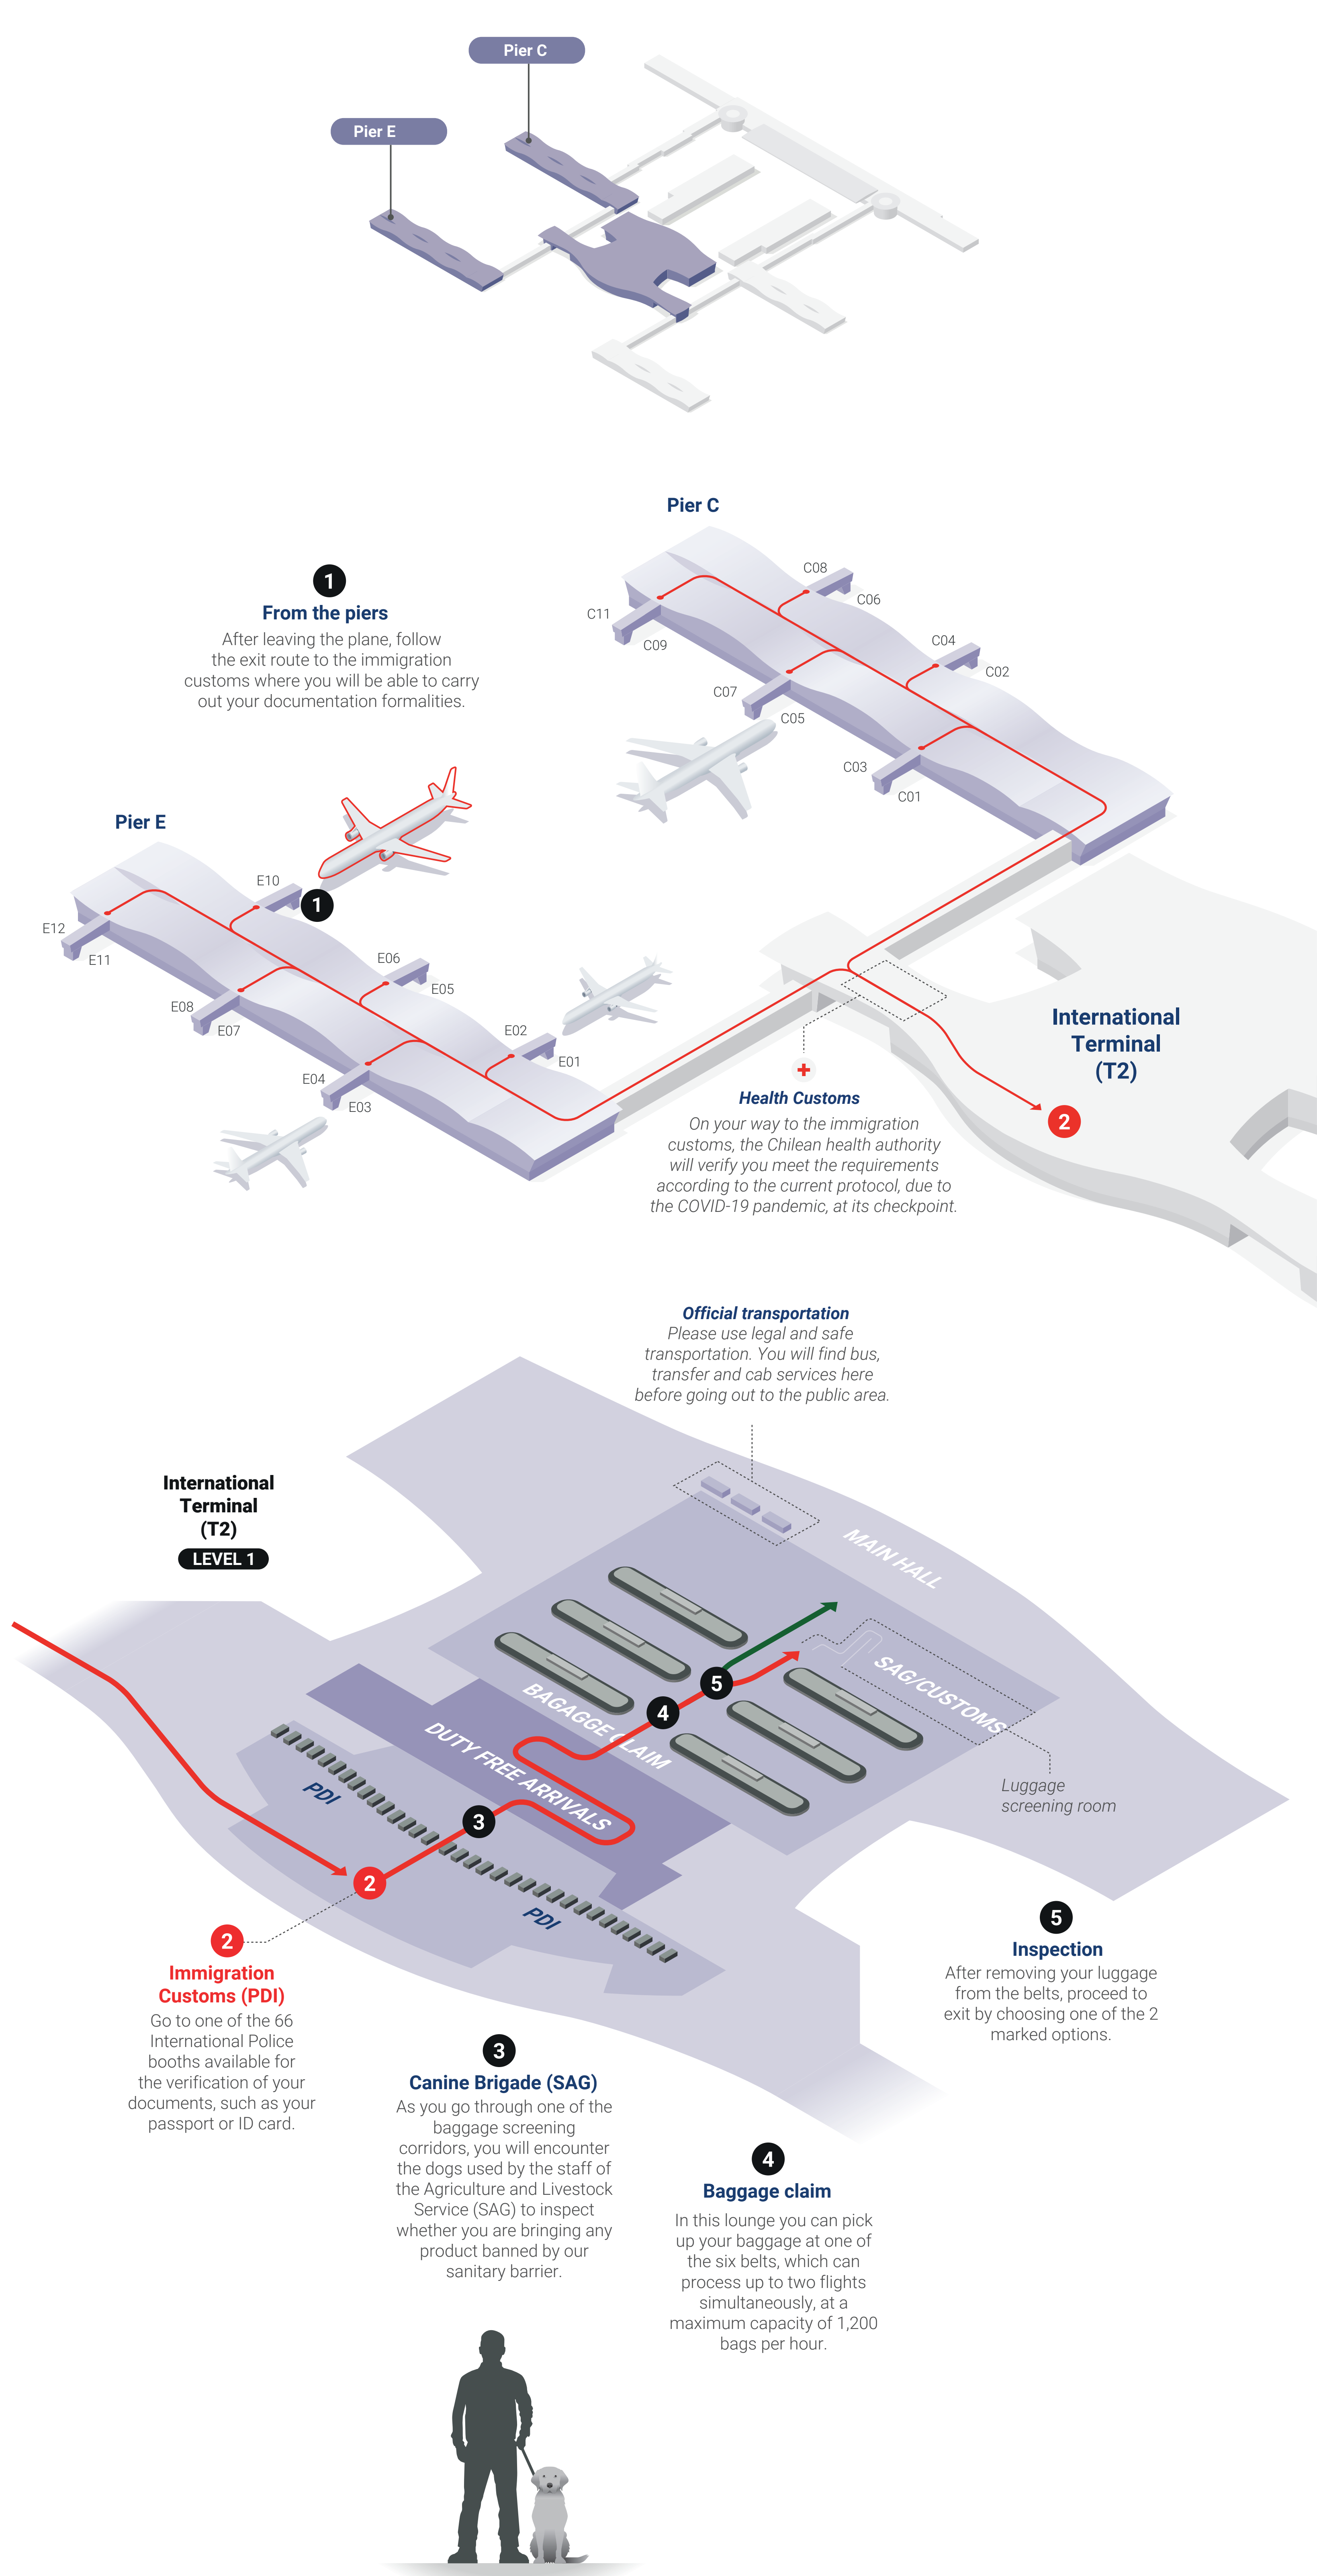 Pier C
Pier E
Pier C
1
From the piers
After leaving the plane, follow
the exit route to the immigration
customs where you will be able to carry
out your documentation formalities.
C08
C06
C11
C09
C04
C02
C07
C05
C03
C01
Pier E
E10
1
E12
E11
E06
E05
E08
E07
E02
E01
E04
E03
International
Terminal
(T2)
2
Health Customs
On your way to the immigration
customs, the Chilean health authority
will verify you meet the requirements
according to the current protocol, due to
the COVID-19 pandemic, at its checkpoint.
Official transportation
Please use legal and safe
transportation. You will find bus,
transfer and cab services here
before going out to the public area.
International
Terminal
(T2)
LEVEL 1
MAIN HALL
SAG/CUSTOMS
5
4
BAGAGGE CLAIM
DUTY FREE ARRIVALS
Luggage
screening room
PDI
3
2
PDI
2
Immigration
Customs (PDI)
Go to one of the 66
International Police
booths available for
the verification of your
documents, such as your
passport or ID card.
5
Inspection
After removing your luggage
from the belts, proceed to
exit by choosing one of the 2
marked options.
3
Canine Brigade (SAG)
As you go through one of the
baggage screening
corridors, you will encounter
the dogs used by the staff of
the Agriculture and Livestock
Service (SAG) to inspect
whether you are bringing any
product banned by our
sanitary barrier.
4
Baggage claim
In this lounge you can pick
up your baggage at one of
the six belts, which can
process up to two flights
simultaneously, at a
maximum capacity of 1,200
bags per hour.